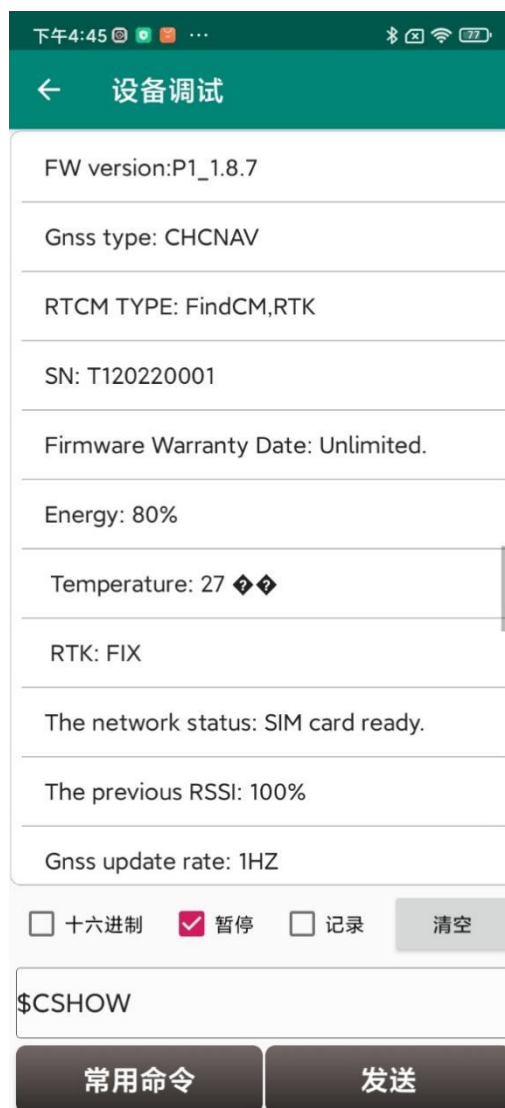 下午4:45 ...
77
设备调试
FW version:P1_1.8.7
Gnss type: CHCNAV
RTCM TYPE: FindCM,RTK
SN: T120220001
Firmware Warranty Date: Unlimited.
Energy: 80%
Temperature: 27 ��
RTK: FIX
The network status: SIM card ready.
The previous RSSI: 100%
Gnss update rate: 1HZ
十六进制 暂停 记录 清空
$CSHOW
常用命令 发送